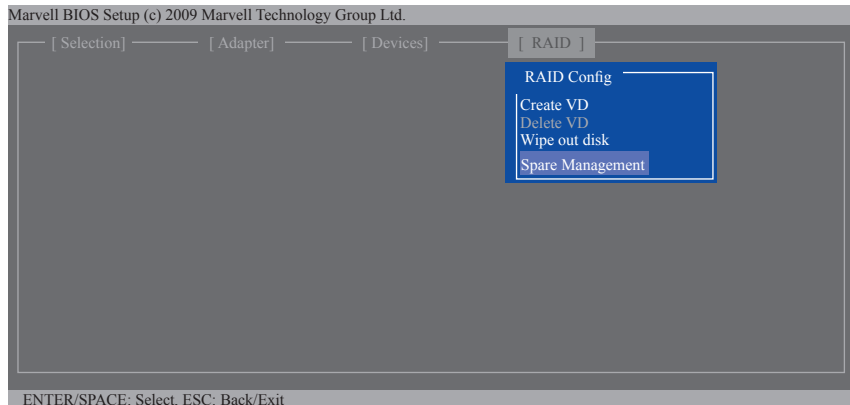 Marvell BIOS Setup (c) 2009 Marvell Technology Group Ltd.
[ Selection] [ Adapter] [ Devices] [ RAID ]
RAID Config
Create VD
Delete VD
Wipe out disk
Spare Management
ENTER/SPACE: Select, ESC: Back/Exit